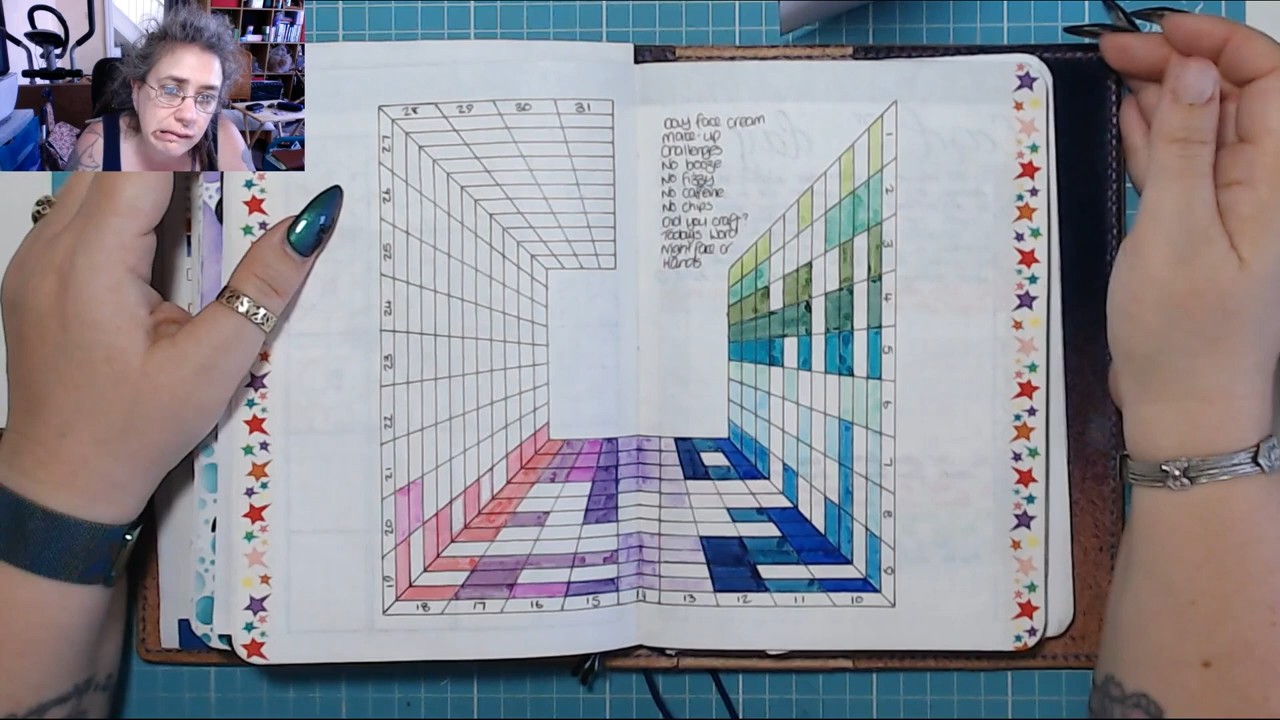 28 29 30 31
27
26
25
24
23
22
21
20
19
18 17 16 15 14 13 12 11 10
Day face cream
make-up
challenges
No booze
No fizzy
No caffeine
No chips
Did you craft?
Todays word
Night face or
Hands
1
2
3
4
5
6
7
8
9